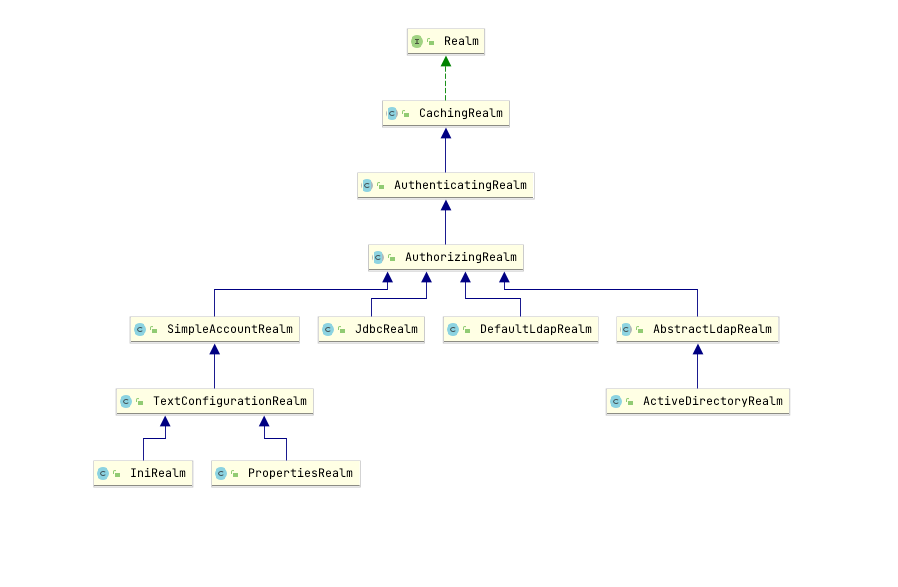 Realm
CachingRealm
AuthenticatingRealm
AuthorizingRealm
SimpleAccountRealm
JdbcRealm
DefaultLdapRealm
AbstractLdapRealm
TextConfigurationRealm
ActiveDirectoryRealm
IniRealm
PropertiesRealm